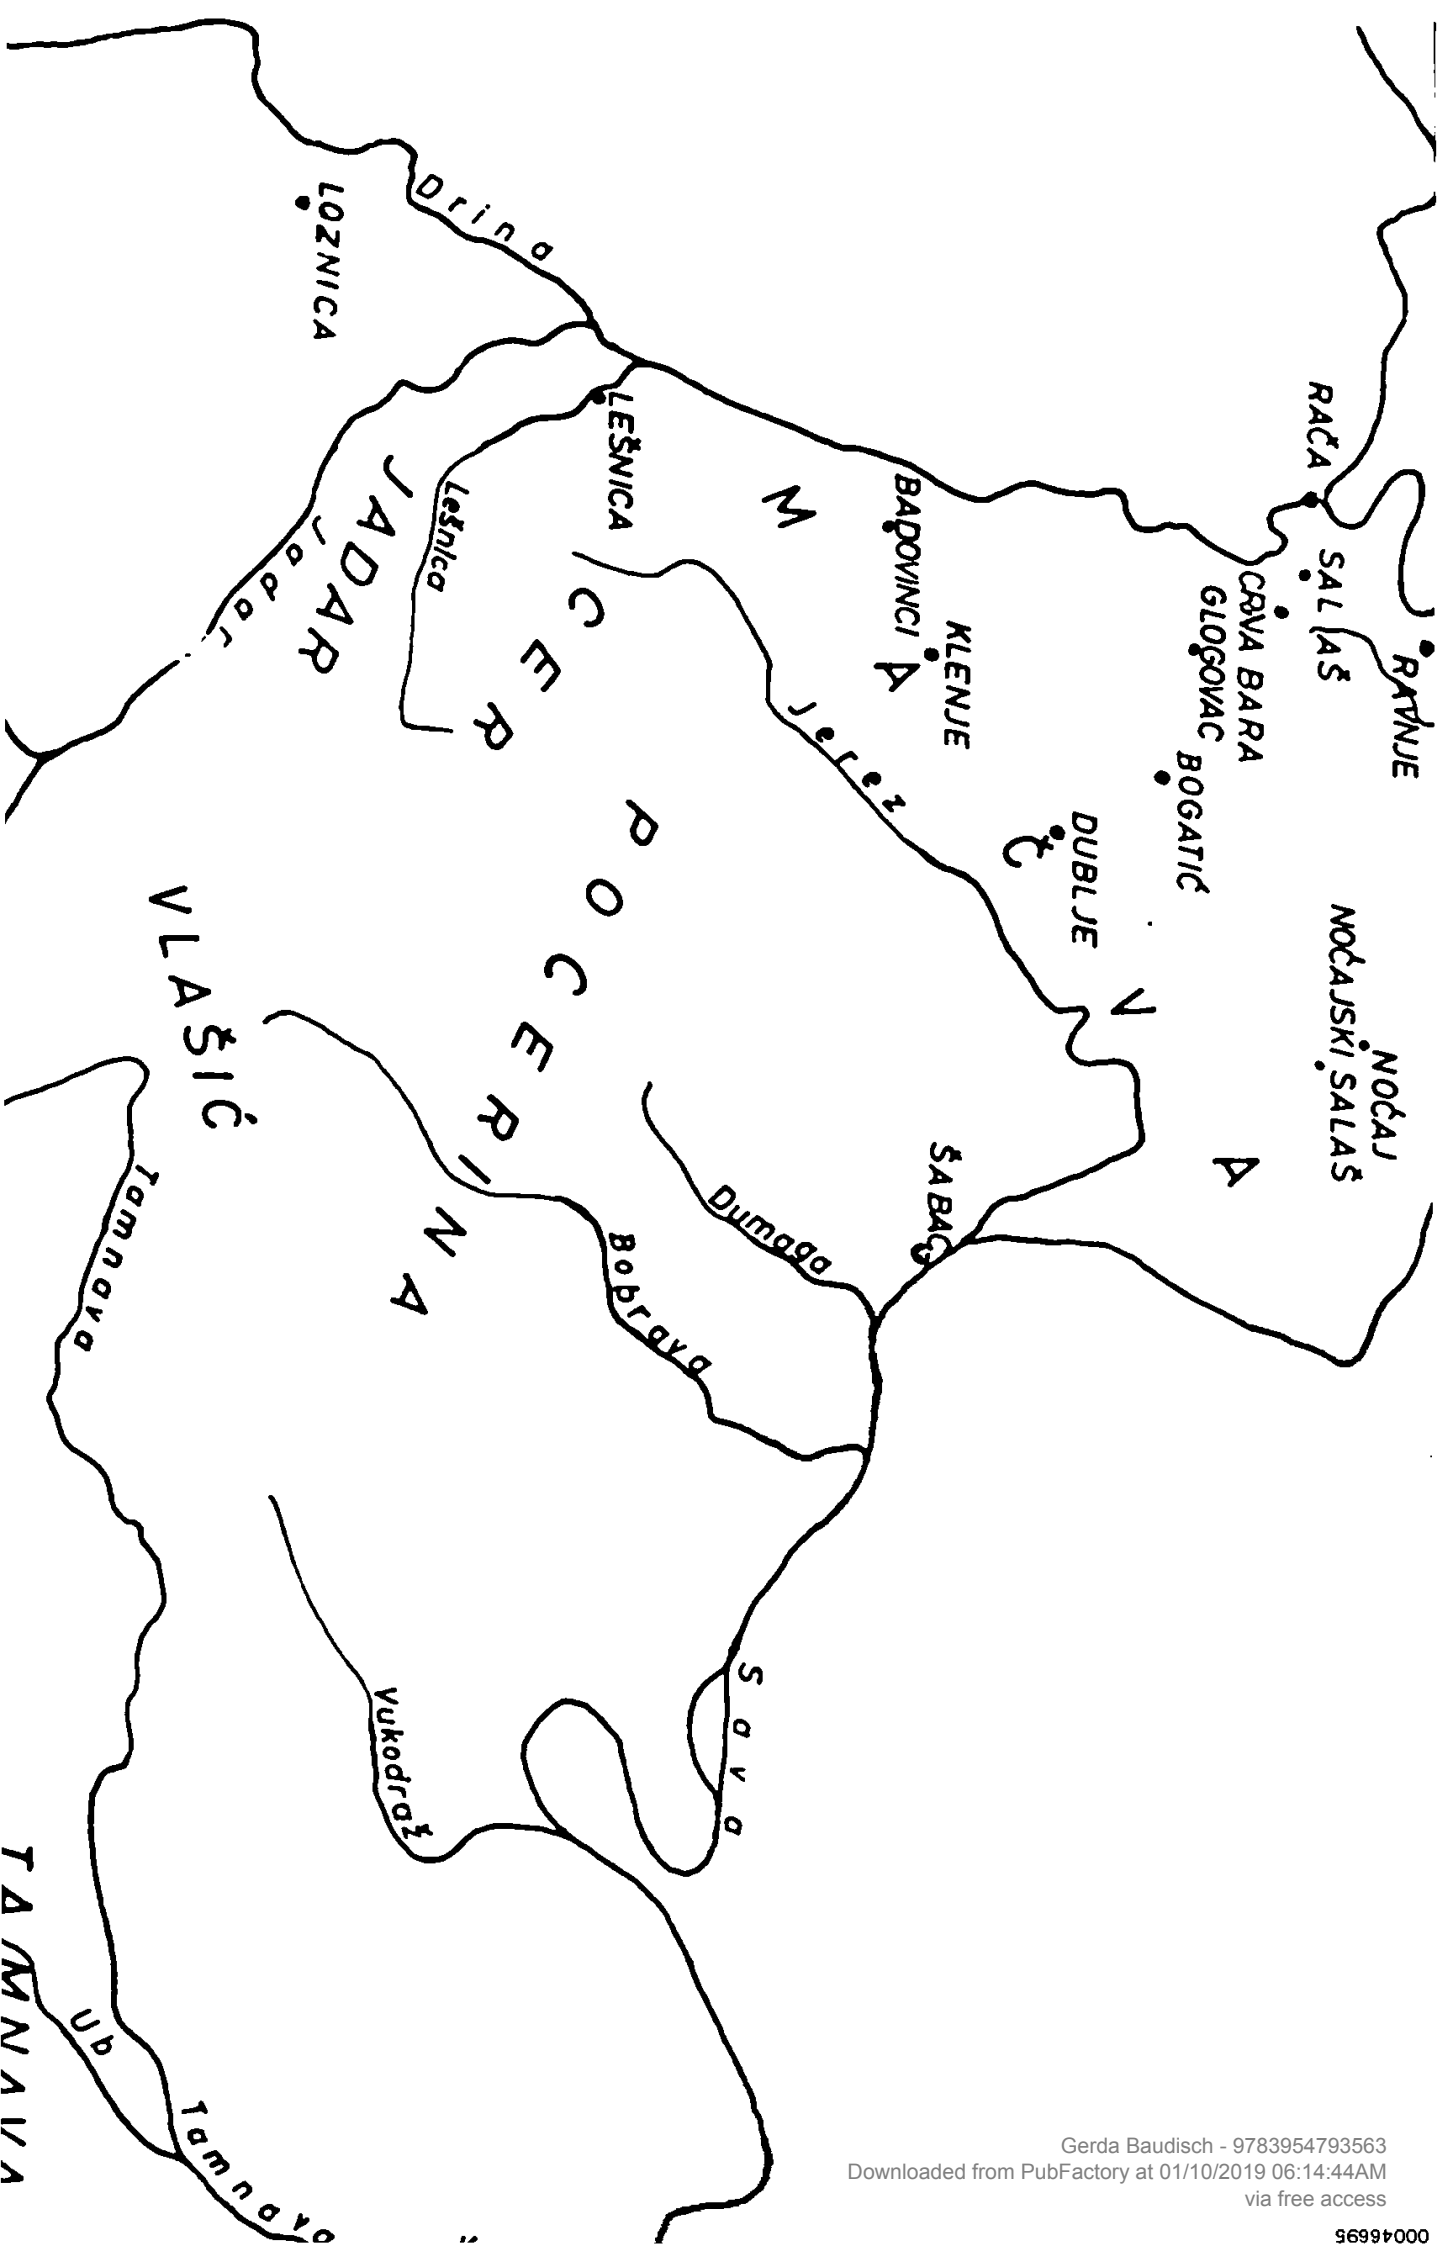 RAVNJE
NOĆAJ
NOĆAJSKI SALAŠ
RAČA
SALAŠ
CRNA BARA
GLOGOVAC
BOGATIĆ
DUBLJE
KLENJE
BADOVINCI
MAČVA
ŠABAC
Jerez
Drina
LEŠNICA
LOZNICA
Lešnica
JADAR
Jadar
CER
POCERINA
Dumaga
Bobrava
Sava
VLAŠIĆ
Tamnava
Vukodraž
Ub
TAMNAVA
Tamnava
Gerda Baudisch - 9783954793563
Downloaded from PubFactory at 01/10/2019 06:14:44AM
via free access
00046695